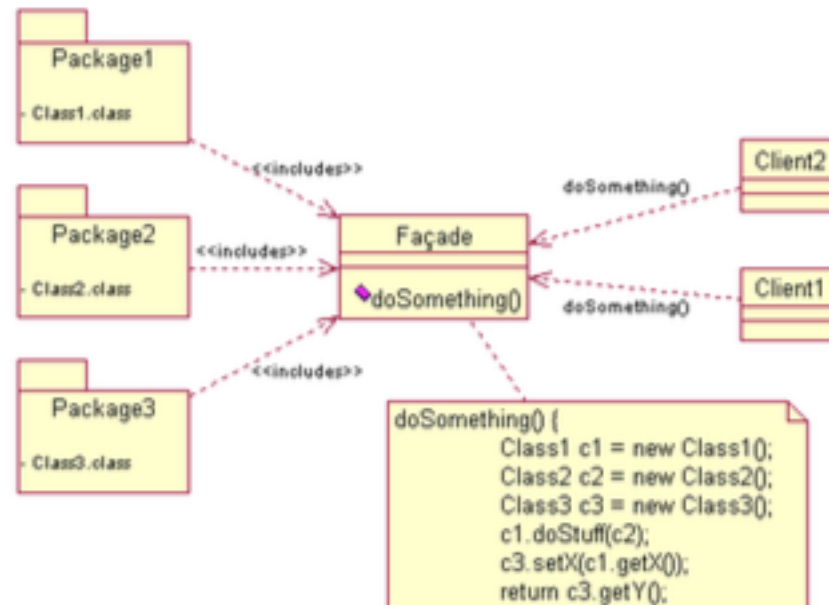 Package1
- Class1.class
<<includes>>
Package2
- Class2.class
<<includes>>
Package3
- Class3.class
<<includes>>
Façade
doSomething()
Client2
doSomething()
Client1
doSomething()
doSomething() {
Class1 c1 = new Class1();
Class2 c2 = new Class2();
Class3 c3 = new Class3();
c1.doStuff(c2);
c3.setX(c1.getX());
return c3.getY();